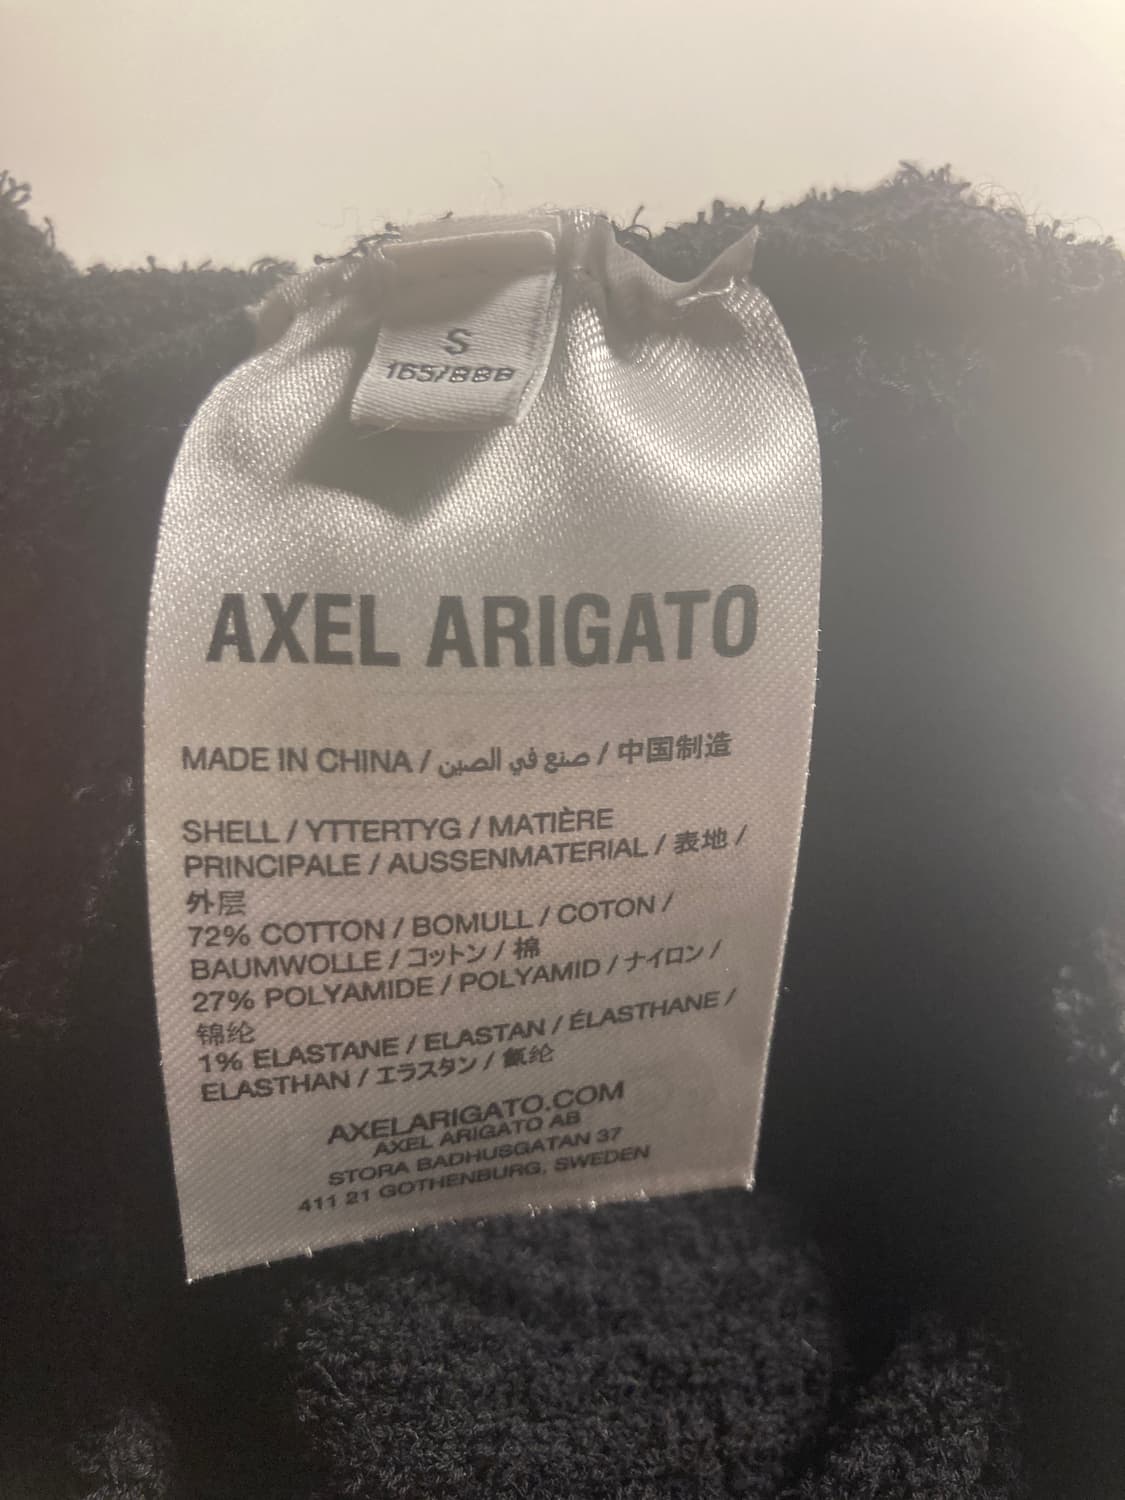 S
165/88B
AXEL ARIGATO
MADE IN CHINA / صنع في الصين / 中国制造
SHELL / YTTERTYG / MATIÈRE
PRINCIPALE / AUSSENMATERIAL / 表地 /
外层
72% COTTON / BOMULL / COTON /
BAUMWOLLE / コットン / 棉
27% POLYAMIDE / POLYAMID / ナイロン /
锦纶
1% ELASTANE / ELASTAN / ÉLASTHANE /
ELASTHAN / エラスタン / 氨纶
AXELARIGATO.COM
AXEL ARIGATO AB
STORA BADHUSGATAN 37
411 21 GOTHENBURG, SWEDEN